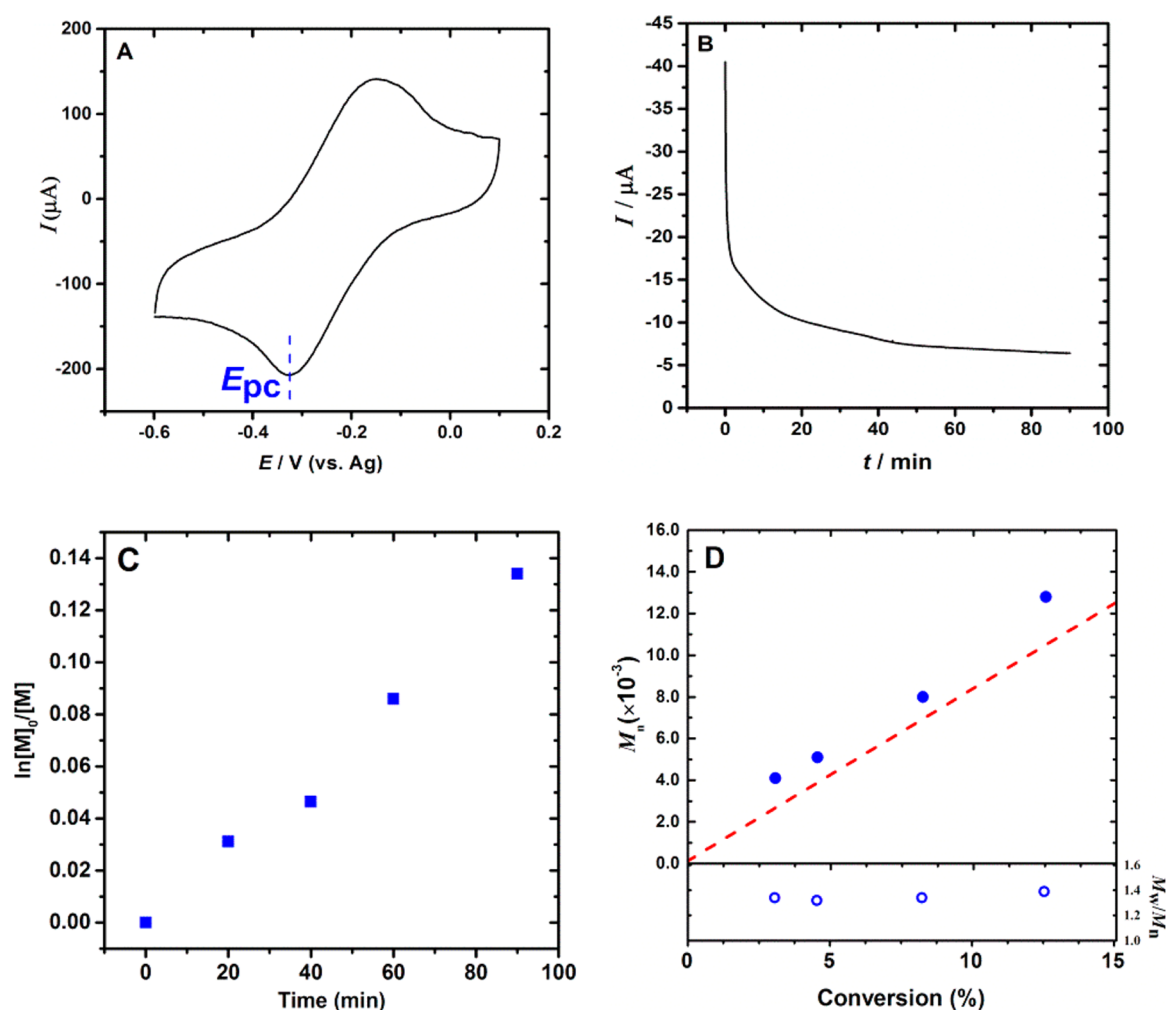 A
200
100
0
-100
-200
I (μA)
Epc
-0.6 -0.4 -0.2 0.0 0.2
E / V (vs. Ag)
B
-45
-40
-35
-30
-25
-20
-15
-10
-5
0
I / μA
0 20 40 60 80 100
t / min
C
0.14
0.12
0.10
0.08
0.06
0.04
0.02
0.00
ln[M]0/[M]
0 20 40 60 80 100
Time (min)
D
16.0
14.0
12.0
10.0
8.0
6.0
4.0
2.0
0.0
Mn (×10-3)
1.6
1.4
1.2
1.0
Mw/Mn
0 5 10 15
Conversion (%)